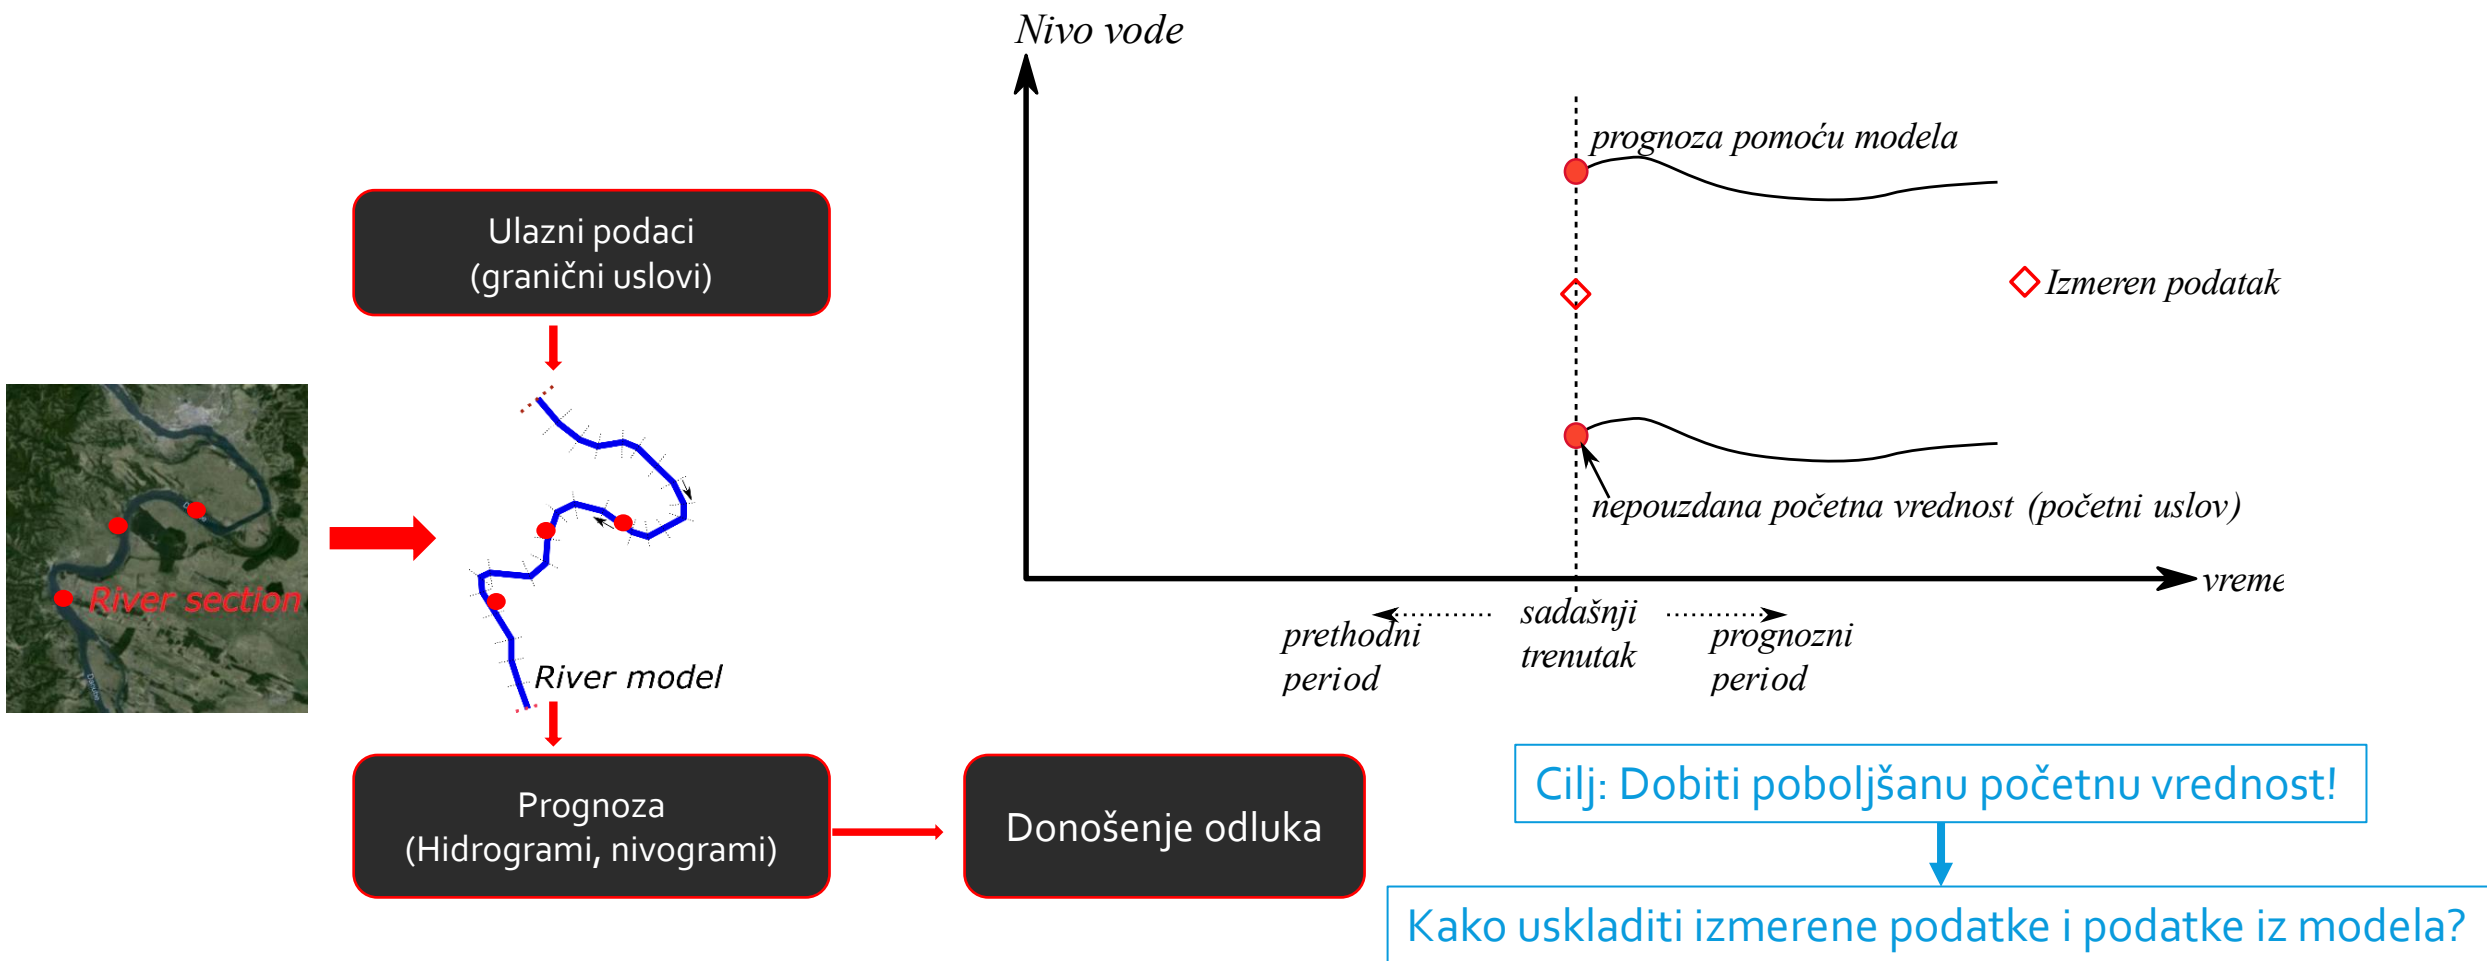 Ulazni podaci
(granični uslovi)
River section
River model
Prognoza
(Hidrogrami, nivogrami)
Donošenje odluka
Nivo vode
prognoza pomoću modela
Izmeren podatak
nepouzdana početna vrednost (početni uslov)
vreme
prethodni
period
sadašnji
trenutak
prognozni
period
Cilj: Dobiti poboljšanu početnu vrednost!
Kako uskladiti izmerene podatke i podatke iz modela?